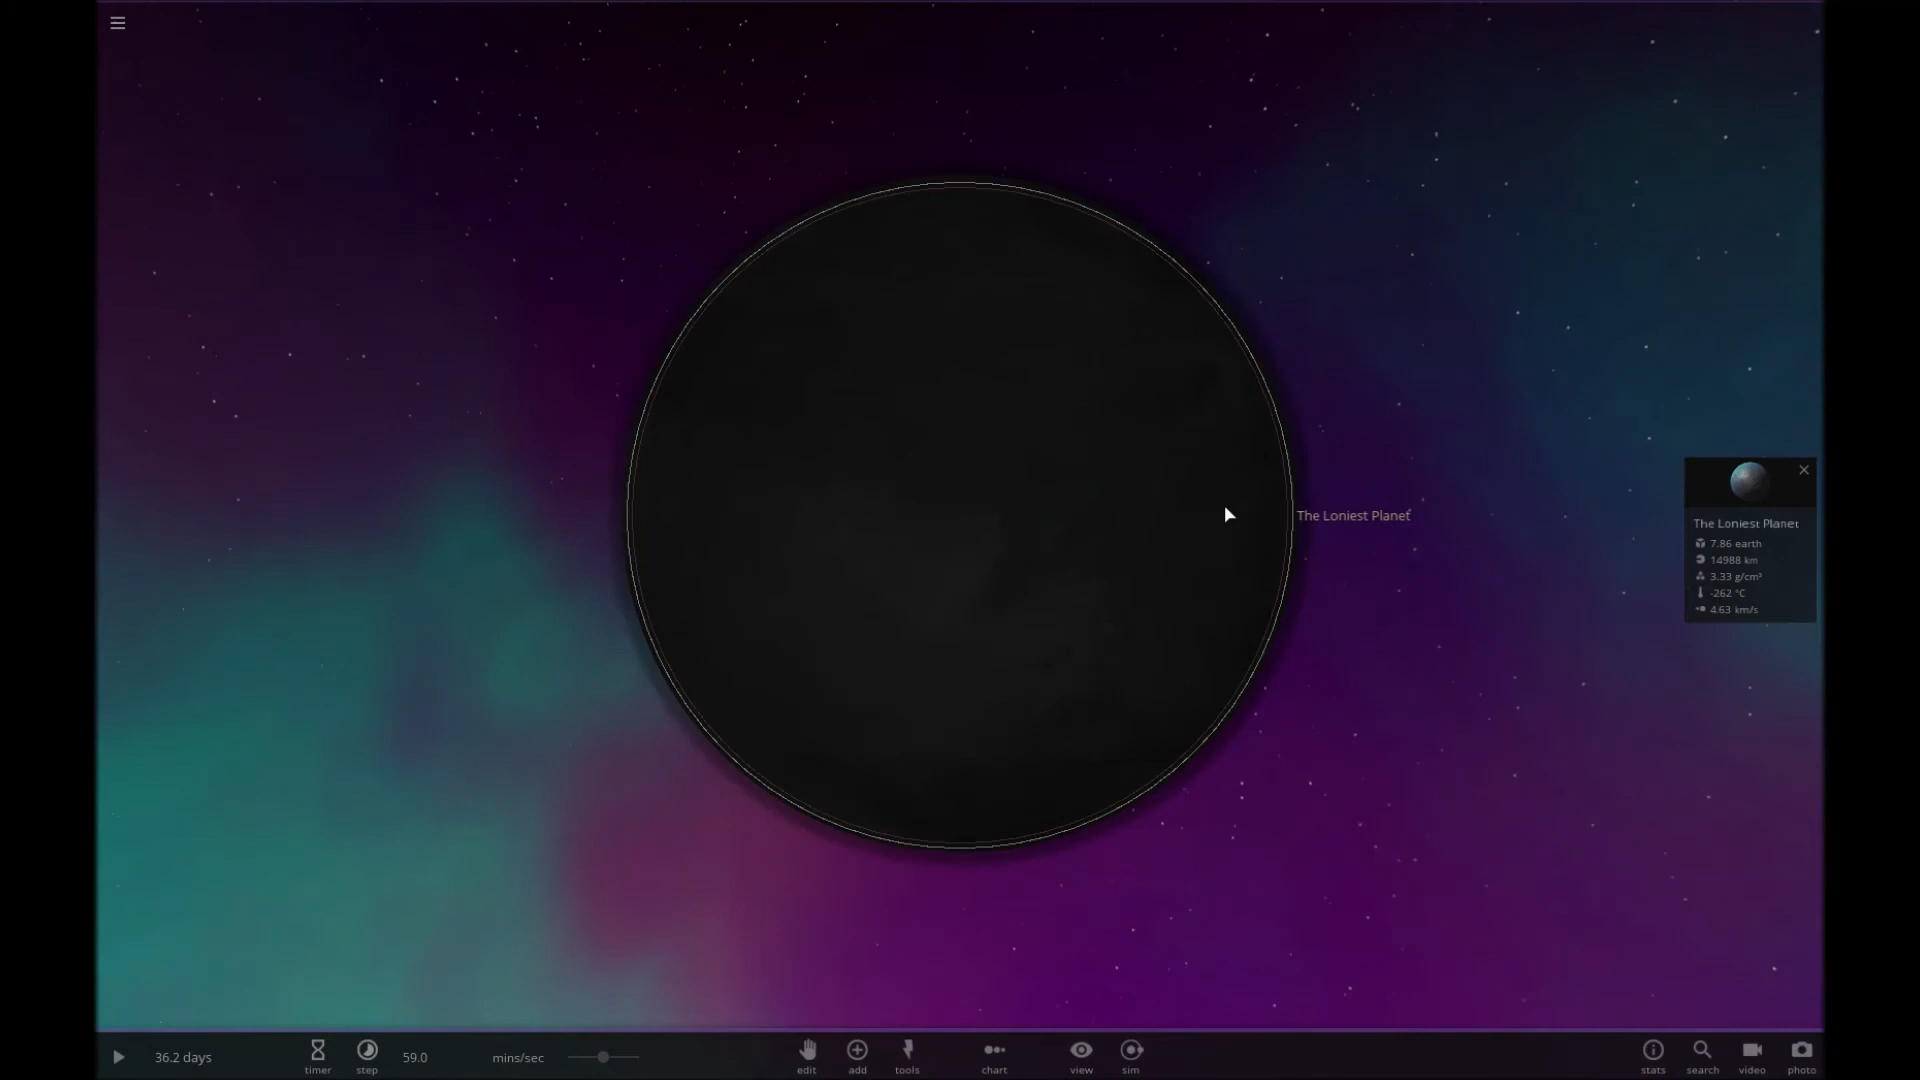 The Loniest Planet
The Loniest Planet
7.86 earth
14988 km
3.33 g/cm³
-262 °C
4.63 km/s
36.2 days
timer
step
59.0
mins/sec
edit
add
tools
chart
view
sim
stats
search
video
photo